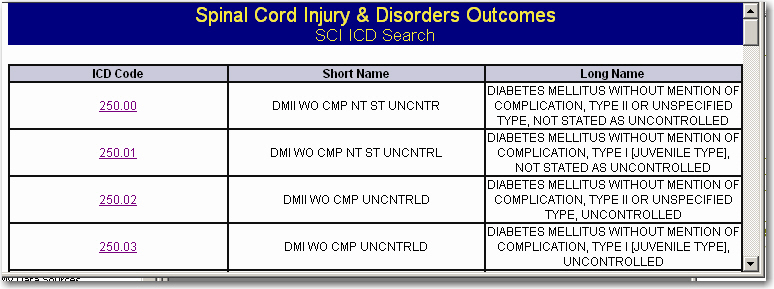 Spinal Cord Injury & Disorders Outcomes
SCI ICD Search
ICD Code Short Name Long Name
250.00 DMII WO CMP NT ST UNCNTR DIABETES MELLITUS WITHOUT MENTION OF
COMPLICATION, TYPE II OR UNSPECIFIED
TYPE, NOT STATED AS UNCONTROLLED
250.01 DMI WO CMP NT ST UNCNTRL DIABETES MELLITUS WITHOUT MENTION OF
COMPLICATION, TYPE I [JUVENILE TYPE],
NOT STATED AS UNCONTROLLED
250.02 DMII WO CMP UNCNTRLD DIABETES MELLITUS WITHOUT MENTION OF
COMPLICATION, TYPE II OR UNSPECIFIED
TYPE, UNCONTROLLED
250.03 DMI WO CMP UNCNTRLD DIABETES MELLITUS WITHOUT MENTION OF
COMPLICATION, TYPE I [JUVENILE TYPE],
UNCONTROLLED